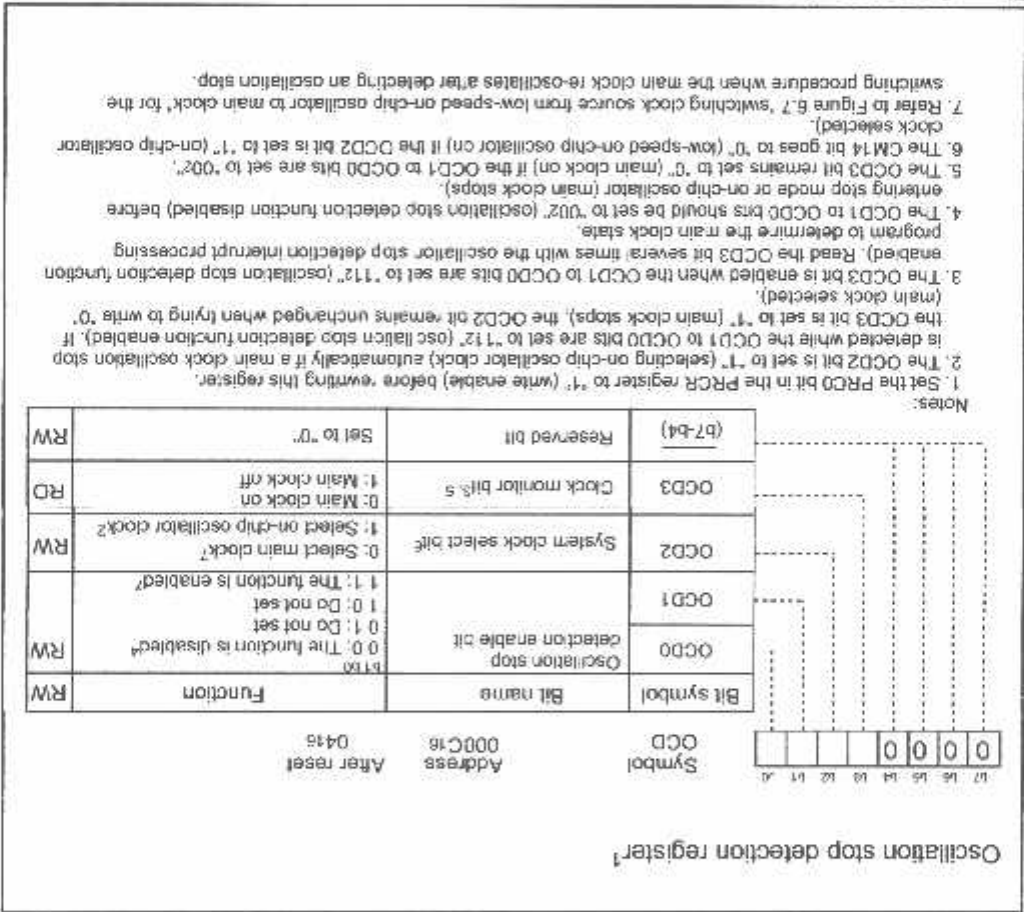 Oscillation stop detection register1
b7 b6 b5 b4 b3 b2 b1 b0
0 0 0 0
Symbol Address After reset
OCD 000C16 0416
Bit symbol Bit name Function RW
OCD0 Oscillation stop detection enable bit b1 b0
OCD1 0 0: The function is disabled4
0 1: Do not set
1 0: Do not set
1 1: The function is enabled7
RW
OCD2 System clock select bit6 0: Select main clock7
1: Select on-chip oscillator clock2
RW
OCD3 Clock monitor bit3, 5 0: Main clock on
1: Main clock off
RO
(b7-b4) Reserved bit Set to "0". RW
Notes:
1. Set the PRC0 bit in the PRCR register to "1" (write enable) before rewriting this register.
2. The OCD2 bit is set to "1" (selecting on-chip oscillator clock) automatically if a main clock oscillation stop
is detected while the OCD1 to OCD0 bits are set to "112" (oscillation stop detection function enabled). If
the OCD3 bit is set to "1" (main clock stops), the OCD2 bit remains unchanged when trying to write "0"
(main clock selected).
3. The OCD3 bit is enabled when the OCD1 to OCD0 bits are set to "112" (oscillation stop detection function
enabled). Read the OCD3 bit several times with the oscillation stop detection interrupt processing
program to determine the main clock state.
4. The OCD1 to OCD0 bits should be set to "002" (oscillation stop detection function disabled) before
entering stop mode or on-chip oscillator (main clock stops).
5. The OCD3 bit remains set to "0" (main clock on) if the OCD1 to OCD0 bits are set to "002".
6. The CM14 bit goes to "0" (low-speed on-chip oscillator on) if the OCD2 bit is set to "1" (on-chip oscillator
clock selected).
7. Refer to Figure 6.7 "switching clock source from low-speed on-chip oscillator to main clock" for the
switching procedure when the main clock re-oscillates after detecting an oscillation stop.